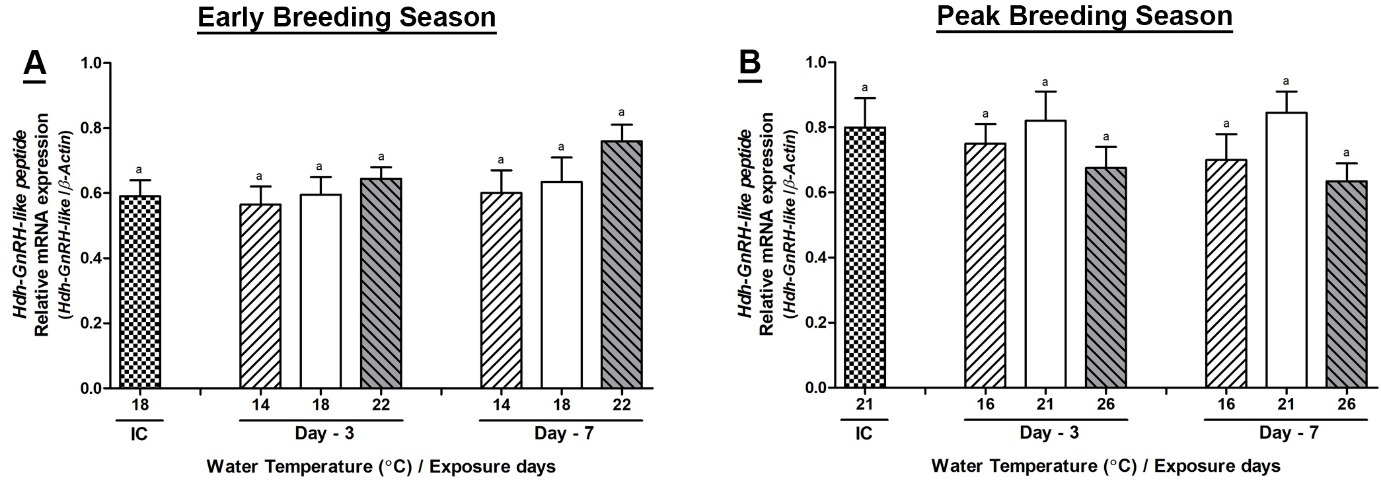 Early Breeding Season
A
Hdh-GnRH-like peptide
Relative mRNA expression
(Hdh-GnRH-like /β-Actin)
1.0
0.8
0.6
0.4
0.2
0.0
a
a
a
a
a
a
a
18
14
18
22
14
18
22
IC
Day - 3
Day - 7
Water Temperature (°C) / Exposure days
Peak Breeding Season
B
Hdh-GnRH-like peptide
Relative mRNA expression
(Hdh-GnRH-like /β-Actin)
1.0
0.8
0.6
0.4
0.2
0.0
a
a
a
a
a
a
a
21
16
21
26
16
21
26
IC
Day - 3
Day - 7
Water Temperature (°C) / Exposure days